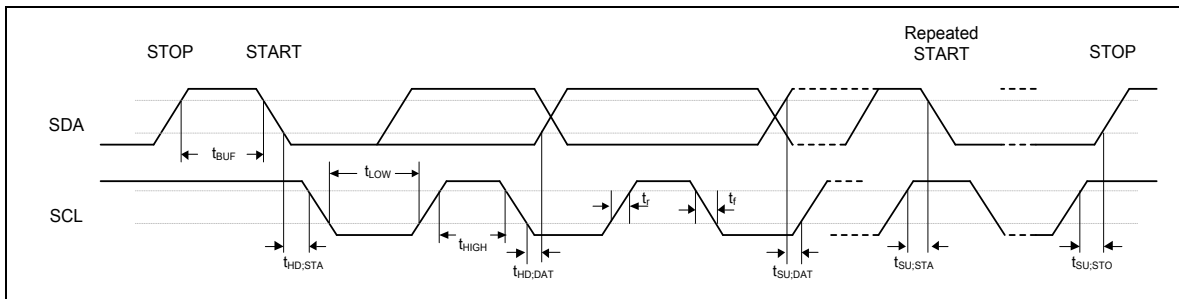 STOP START Repeated START STOP
SDA
tBUF
tLOW
SCL
tr tf
tHIGH
tHD;STA tHD;DAT tSU;DAT tSU;STA tSU;STO